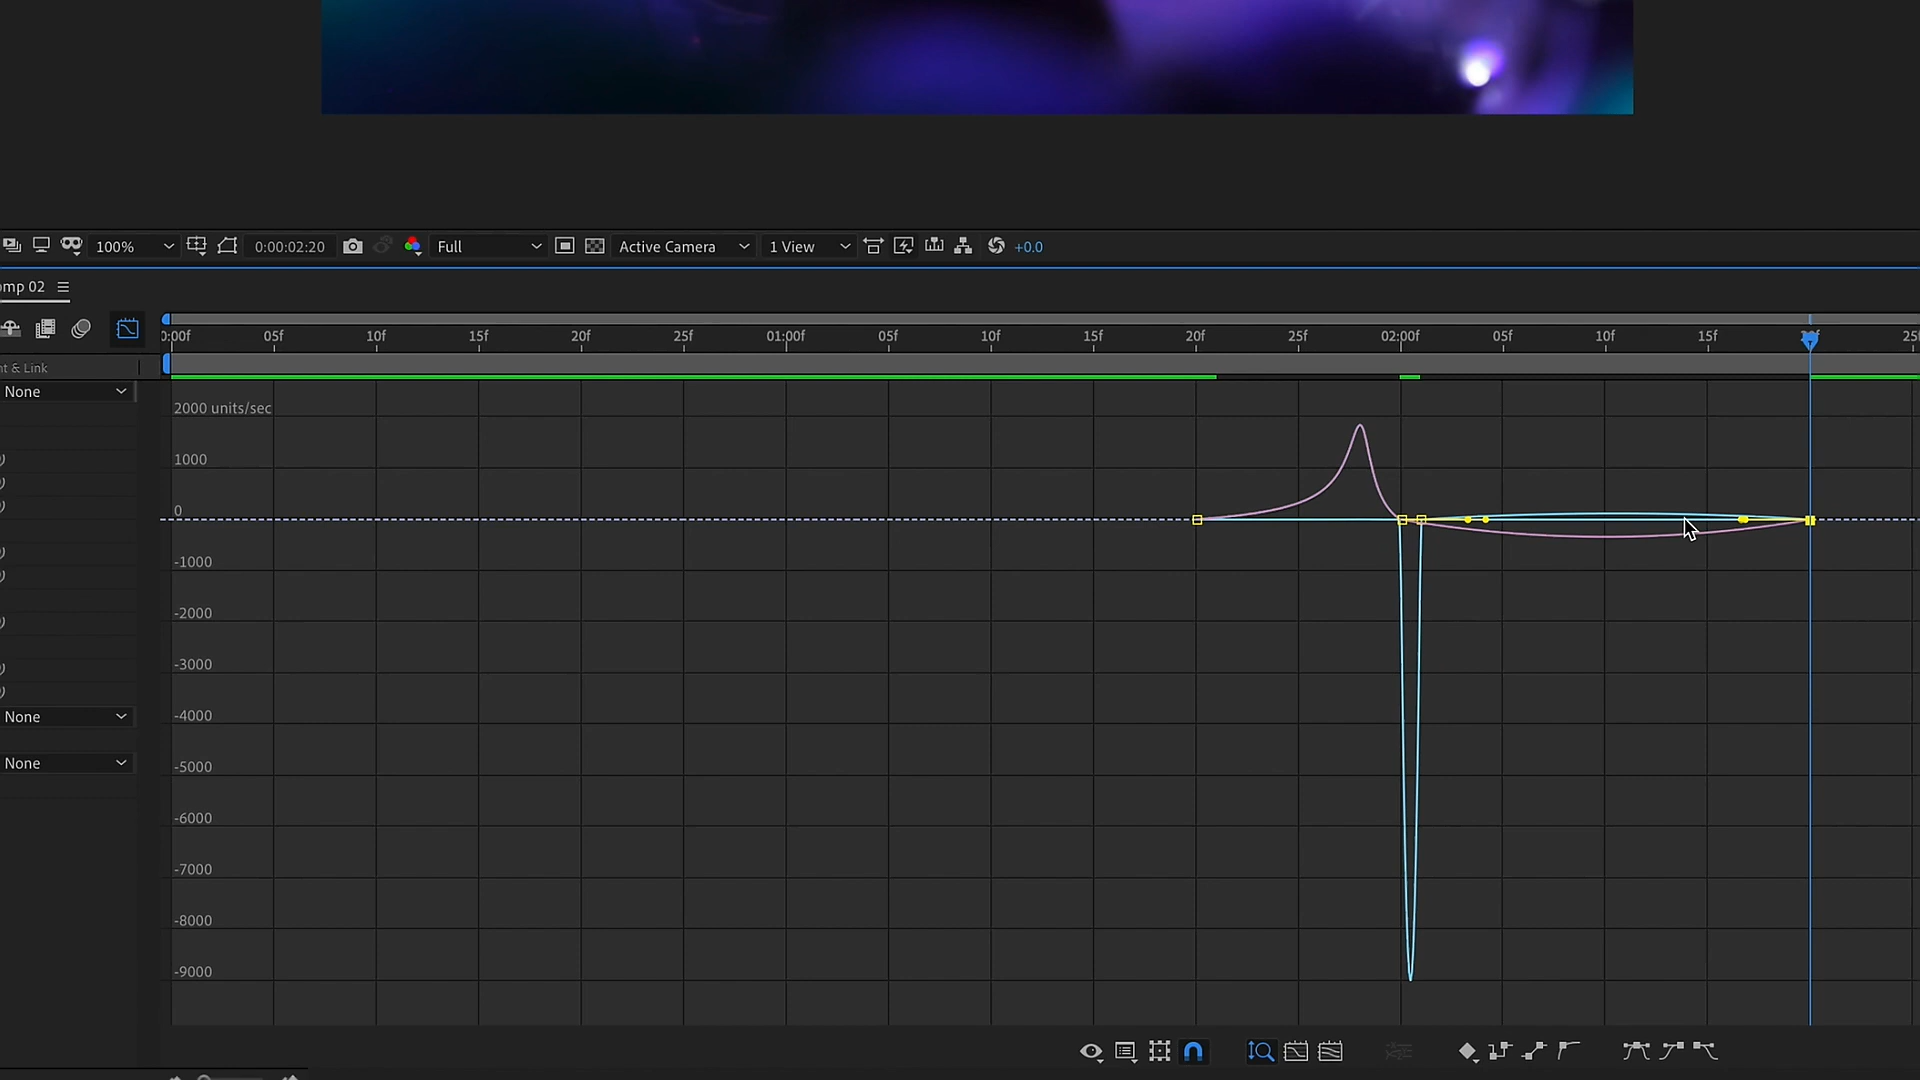 100%
0:00:02:20
Full
Active Camera
1 View
+0.0
omp 02
0:00f 05f 10f 15f 20f 25f 01:00f 05f 10f 15f 20f 25f 02:00f 05f 10f 15f 25f
nt & Link
None
2000 units/sec
1000
0
-1000
-2000
-3000
-4000
None
-5000
None
-6000
-7000
-8000
-9000